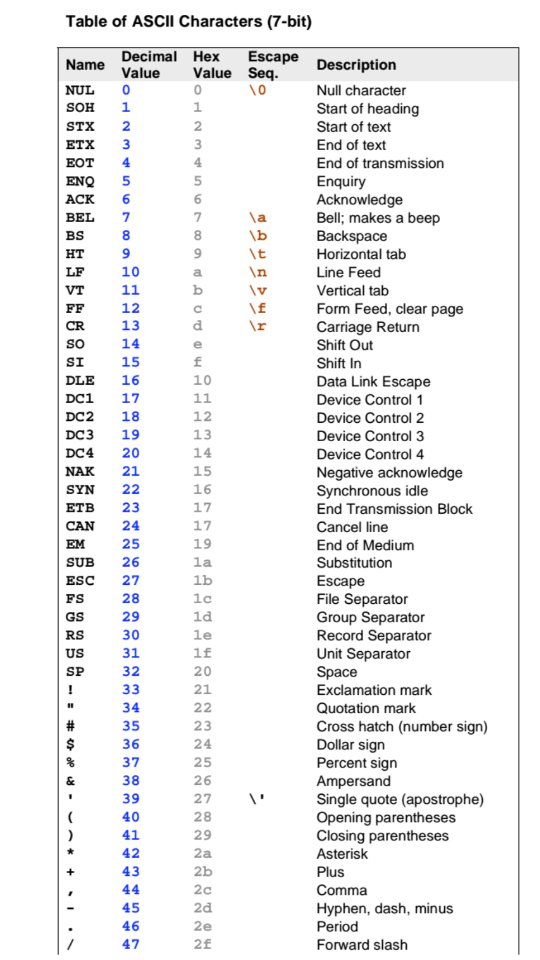 Table of ASCII Characters (7-bit)
Name Decimal Value Hex Value Escape Seq. Description
NUL 0 0 \0 Null character
SOH 1 1 Start of heading
STX 2 2 Start of text
ETX 3 3 End of text
EOT 4 4 End of transmission
ENQ 5 5 Enquiry
ACK 6 6 Acknowledge
BEL 7 7 \a Bell; makes a beep
BS 8 8 \b Backspace
HT 9 9 \t Horizontal tab
LF 10 a \n Line Feed
VT 11 b \v Vertical tab
FF 12 c \f Form Feed, clear page
CR 13 d \r Carriage Return
SO 14 e Shift Out
SI 15 f Shift In
DLE 16 10 Data Link Escape
DC1 17 11 Device Control 1
DC2 18 12 Device Control 2
DC3 19 13 Device Control 3
DC4 20 14 Device Control 4
NAK 21 15 Negative acknowledge
SYN 22 16 Synchronous idle
ETB 23 17 End Transmission Block
CAN 24 17 Cancel line
EM 25 19 End of Medium
SUB 26 1a Substitution
ESC 27 1b Escape
FS 28 1c File Separator
GS 29 1d Group Separator
RS 30 1e Record Separator
US 31 1f Unit Separator
SP 32 20 Space
! 33 21 Exclamation mark
" 34 22 Quotation mark
# 35 23 Cross hatch (number sign)
$ 36 24 Dollar sign
% 37 25 Percent sign
& 38 26 Ampersand
' 39 27 \' Single quote (apostrophe)
( 40 28 Opening parentheses
) 41 29 Closing parentheses
* 42 2a Asterisk
+ 43 2b Plus
, 44 2c Comma
- 45 2d Hyphen, dash, minus
. 46 2e Period
/ 47 2f Forward slash